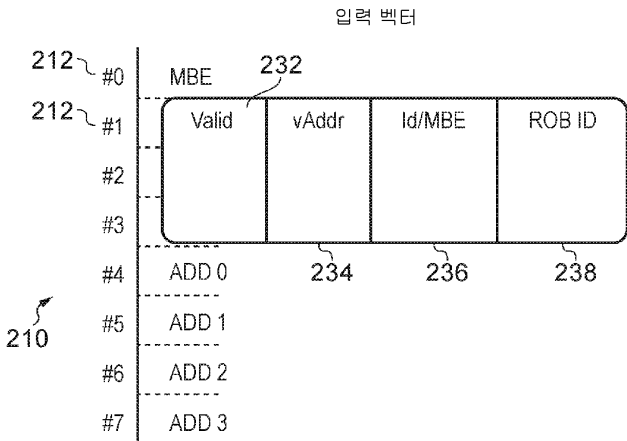 입력 벡터
212 #0 MBE 232
212 #1 Valid vAddr Id/MBE ROB ID
#2
#3
#4 ADD 0 234 236 238
210 #5 ADD 1
#6 ADD 2
#7 ADD 3